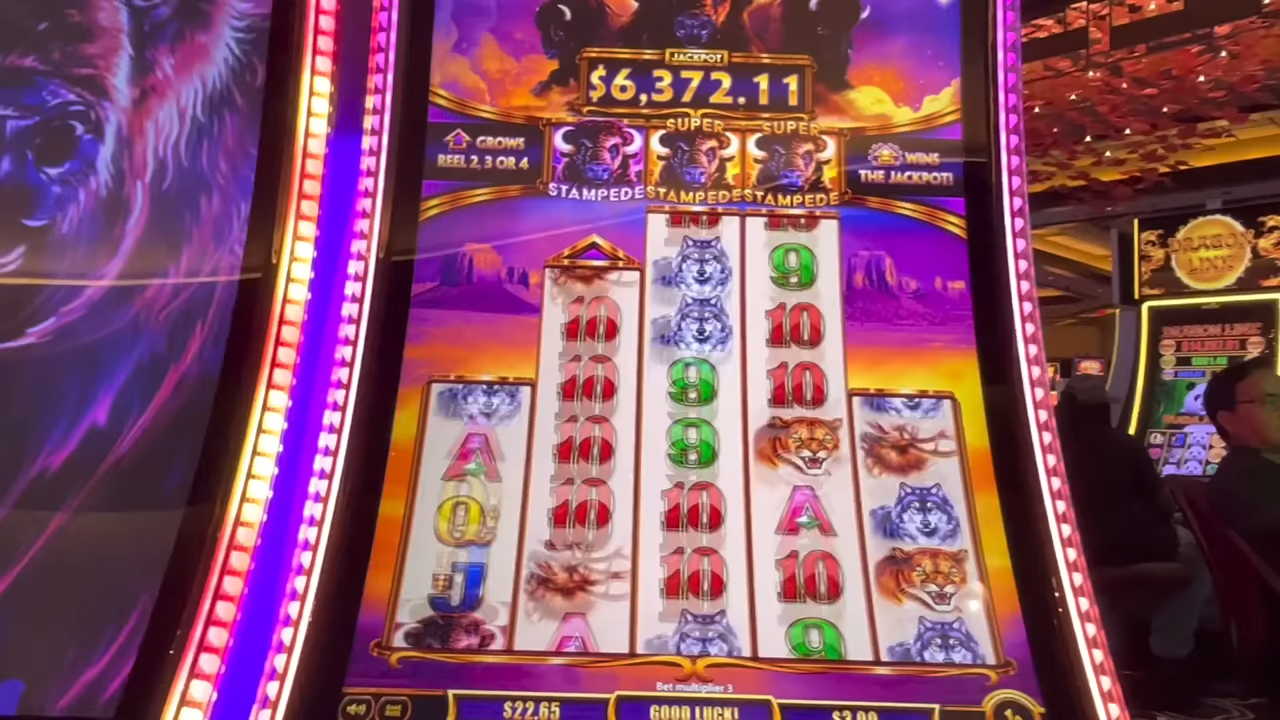 JACKPOT
$6,372.11
GROWS
REEL 2, 3 OR 4
STAMPEDE
SUPER
STAMPEDE
SUPER
STAMPEDE
WINS
THE JACKPOT!
10
10
9
10
10
10
10
9
10
A
9
A
Q
10
10
A
J
10
10
A
9
Bet multiplier 3
$22.65
GOOD LUCK!
$3.00
DRAGON
LINK
DRAGON LINK